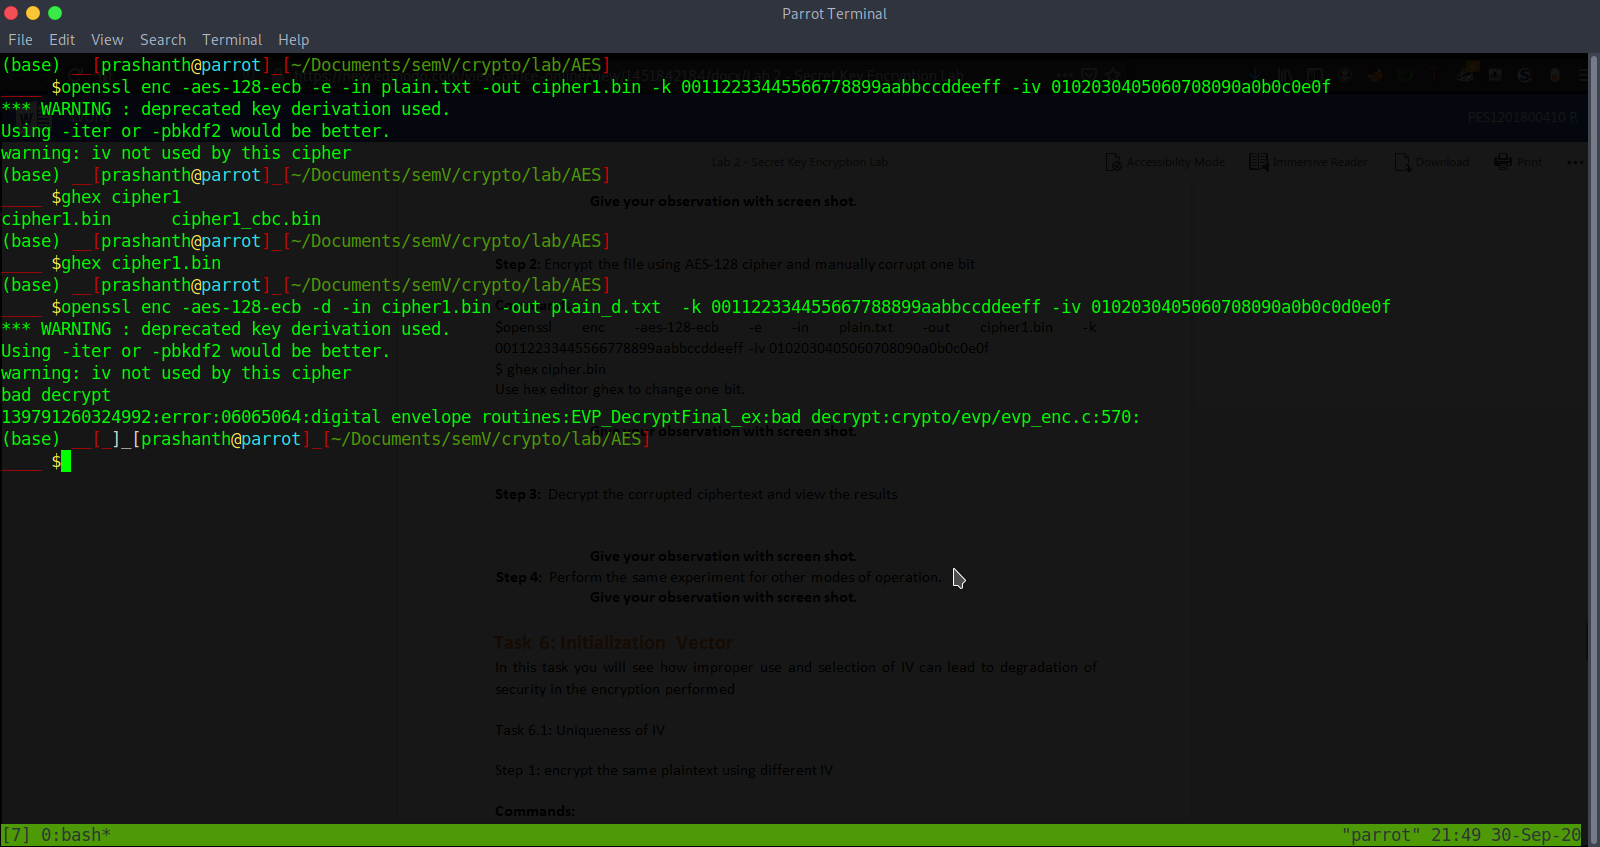 Parrot Terminal
File Edit View Search Terminal Help
(base) __[prashanth@parrot]_[~/Documents/semV/crypto/lab/AES]
____ $openssl enc -aes-128-ecb -e -in plain.txt -out cipher1.bin -k 00112233445566778899aabbccddeeff -iv 0102030405060708090a0b0c0e0f
*** WARNING : deprecated key derivation used.
Using -iter or -pbkdf2 would be better.
PES1201800410 R
warning: iv not used by this cipher
Lab 2 - Secret Key Encryption Lab
Accessibility Mode Immersive Reader Download Print
(base) __[prashanth@parrot]_[~/Documents/semV/crypto/lab/AES]
____ $ghex cipher1
Give your observation with screen shot.
cipher1.bin cipher1_cbc.bin
(base) __[prashanth@parrot]_[~/Documents/semV/crypto/lab/AES]
____ $ghex cipher1.bin
Step 2: Encrypt the file using AES-128 cipher and manually corrupt one bit
(base) __[prashanth@parrot]_[~/Documents/semV/crypto/lab/AES]
____ $openssl enc -aes-128-ecb -d -in cipher1.bin -out plain_d.txt -k 00112233445566778899aabbccddeeff -iv 0102030405060708090a0b0c0d0e0f
*** WARNING : deprecated key derivation used.
$openssl enc -aes-128-ecb -e -in plain.txt -out cipher1.bin -k
Using -iter or -pbkdf2 would be better.
00112233445566778899aabbccddeeff -iv 0102030405060708090a0b0c0e0f
warning: iv not used by this cipher
$ ghex cipher.bin
Use hex editor ghex to change one bit.
bad decrypt
139791260324992:error:06065064:digital envelope routines:EVP_DecryptFinal_ex:bad decrypt:crypto/evp/evp_enc.c:570:
(base) __[_]_[prashanth@parrot]_[~/Documents/semV/crypto/lab/AES]
____ $
Step 3: Decrypt the corrupted ciphertext and view the results
Give your observation with screen shot.
Step 4: Perform the same experiment for other modes of operation.
Give your observation with screen shot.
Task 6: Initialization Vector
In this task you will see how improper use and selection of IV can lead to degradation of
security in the encryption performed
Task 6.1: Uniqueness of IV
Step 1: encrypt the same plaintext using different IV
Commands:
[7] 0:bash* "parrot" 21:49 30-Sep-20